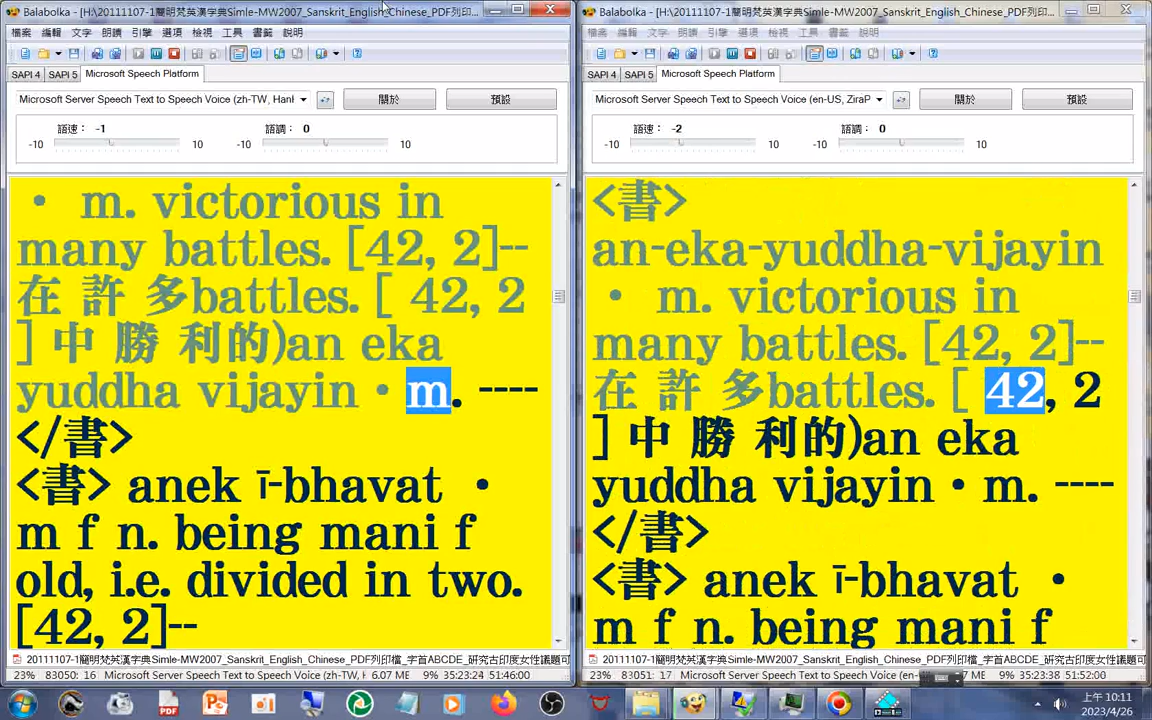 Balabolka - [H:\20111107-1簡明梵英漢字典Simle-MW2007_Sanskrit_English_Chinese_PDF列印...
檔案 編輯 文字 朗讀 引擎 選項 檢視 工具 書籤 說明
SAPI 4 SAPI 5 Microsoft Speech Platform
Microsoft Server Speech Text to Speech Voice (zh-TW, Hanl
關於 預設
語速： -1 語調： 0
-10 10 -10 10
• m. victorious in
many battles. [42, 2]--
在 許 多battles. [ 42, 2
] 中 勝 利的)an eka
yuddha vijayin • m. ----
</書>
<書> anek ī-bhavat •
m f n. being mani f
old, i.e. divided in two.
[42, 2]--
20111107-1簡明梵英漢字典Simle-MW2007_Sanskrit_English_Chinese_PDF列印檔_字首ABCDE_研究古印度女性議題可
23% 83050: 16 Microsoft Server Speech Text to Speech Voice (zh-TW, H 6.07 ME 9% 35:23:24 51:46:00
Balabolka - [H:\20111107-1簡明梵英漢字典Simle-MW2007_Sanskrit_English_Chinese_PDF列印...
檔案 編輯 文字 朗讀 引擎 選項 檢視 工具 書籤 說明
SAPI 4 SAPI 5 Microsoft Speech Platform
Microsoft Server Speech Text to Speech Voice (en-US, ZiraP
關於 預設
語速： -2 語調： 0
-10 10 -10 10
<書>
an-eka-yuddha-vijayin
• m. victorious in
many battles. [42, 2]--
在 許 多battles. [ 42, 2
] 中 勝 利的)an eka
yuddha vijayin • m. ----
</書>
<書> anek ī-bhavat •
m f n. being mani f
20111107-1簡明梵英漢字典Simle-MW2007_Sanskrit_English_Chinese_PDF列印檔_字首ABCDE_研究古印度女性議題可
23% 83051: 17 Microsoft Server Speech Text to Speech Voice (en-US, Z ME 9% 35:23:38 51:52:00
上午 10:11
2023/4/26